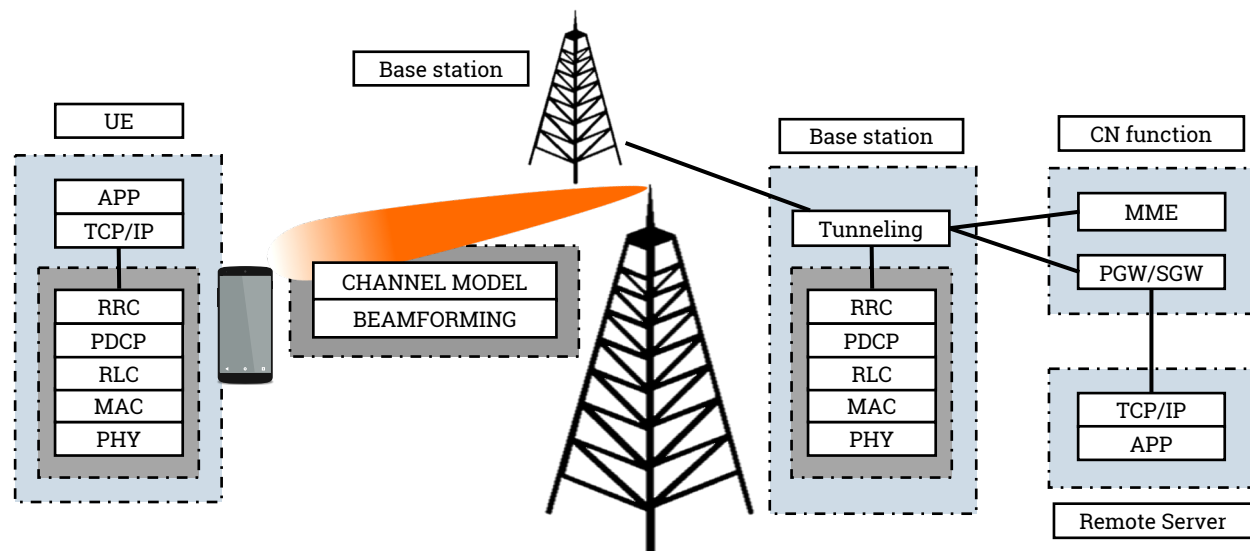 Base station
UE
APP
TCP/IP
RRC
PDCP
RLC
MAC
PHY
CHANNEL MODEL
BEAMFORMING
Base station
Tunneling
RRC
PDCP
RLC
MAC
PHY
CN function
MME
PGW/SGW
TCP/IP
APP
Remote Server